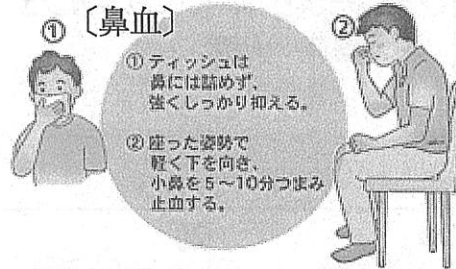 ①
〔鼻血〕
②
①ティッシュは
鼻には詰めず、
強くしっかり抑える。
②座った姿勢で
軽く下を向き、
小鼻を5～10分つまみ
止血する。